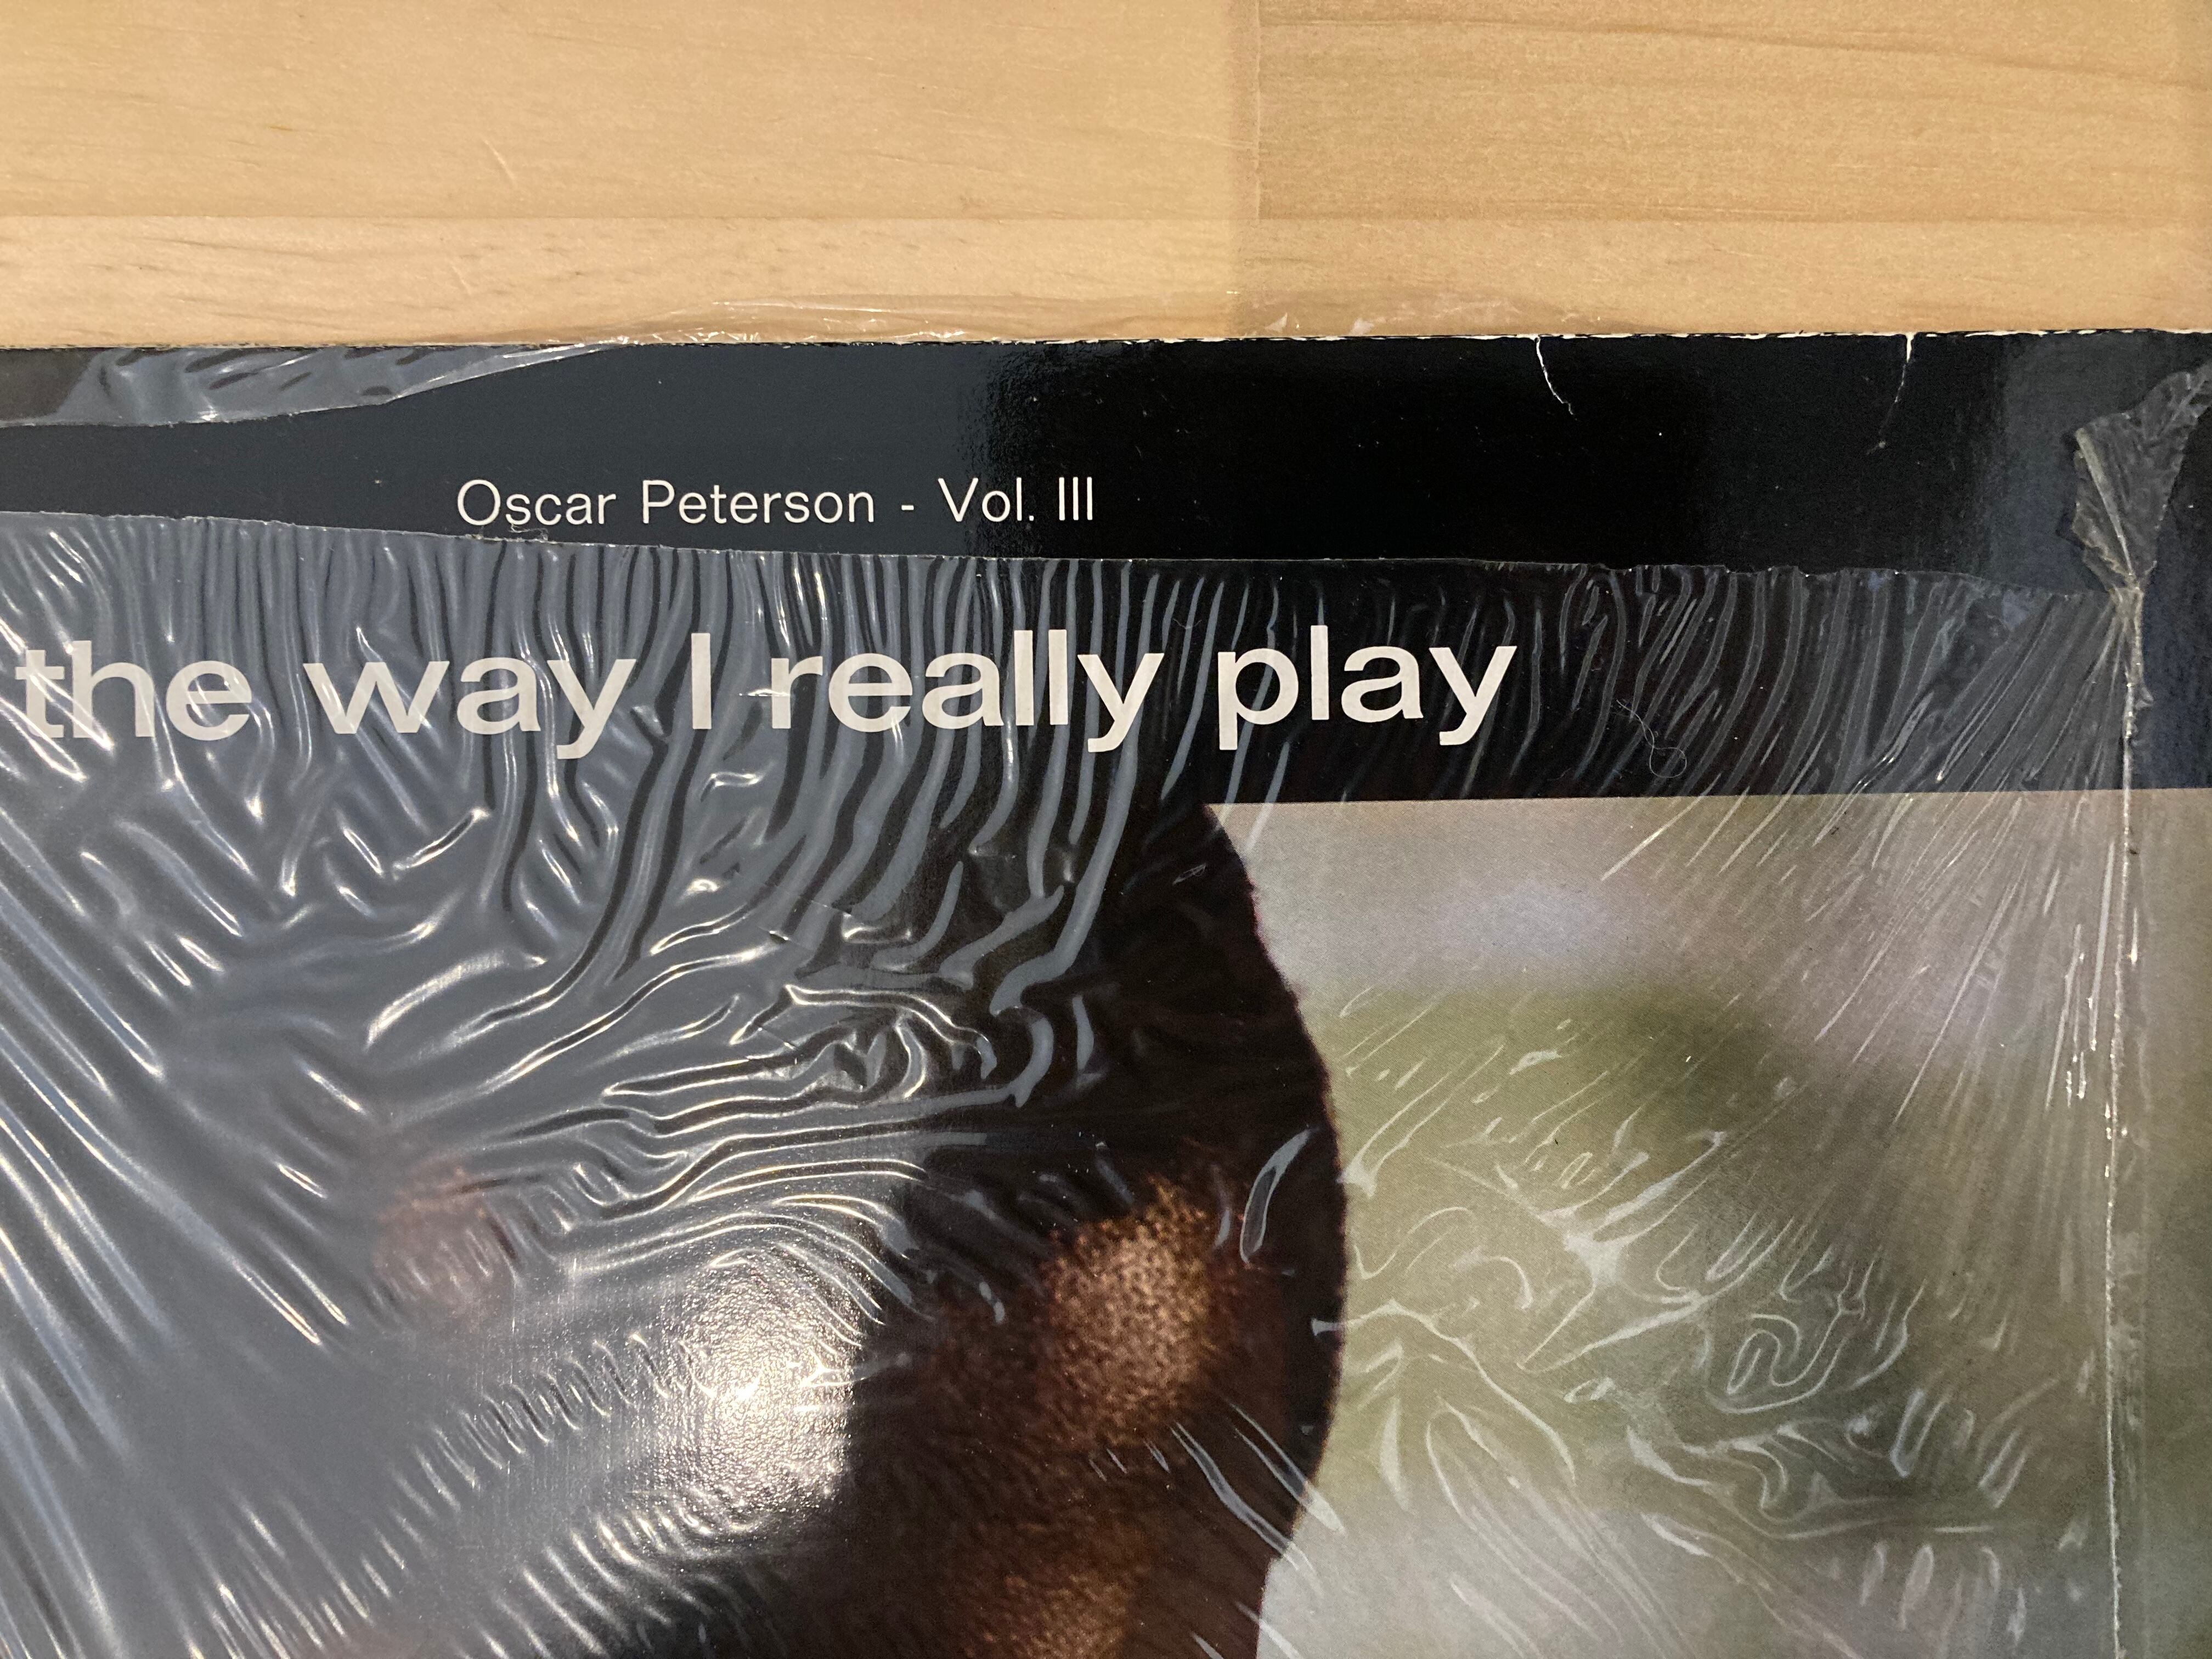 Oscar Peterson - Vol. III
the way I really play